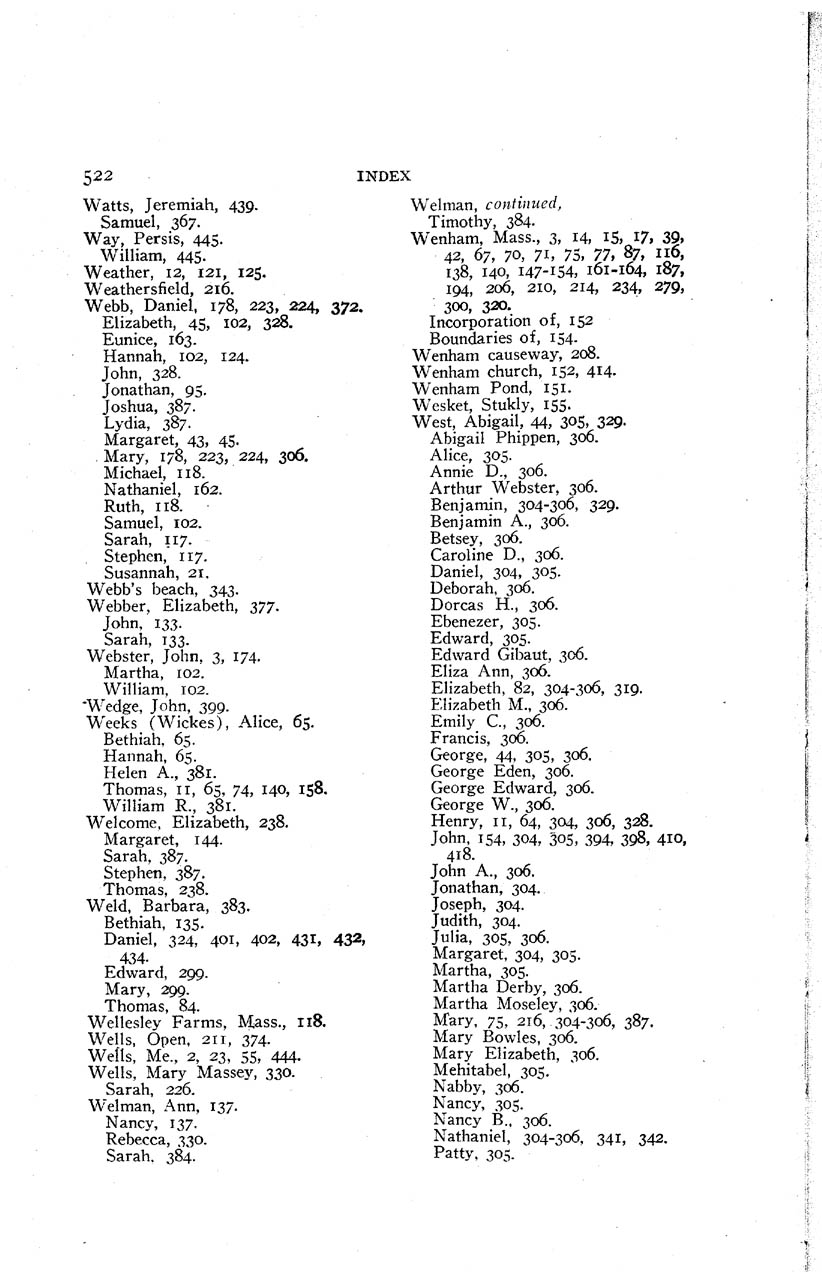 522 INDEX
Watts, Jeremiah, 439.
Samuel, 367.
Way, Persis, 445.
William, 445.
Weather, 12, 121, 125.
Weathersfield, 216.
Webb, Daniel, 178, 223, 224, 372.
Elizabeth, 45, 102, 328.
Eunice, 163.
Hannah, 102, 124.
John, 328.
Jonathan, 95.
Joshua, 387.
Lydia, 387.
Margaret, 43, 45.
Mary, 178, 223, 224, 306.
Michael, 118.
Nathaniel, 162.
Ruth, 118.
Samuel, 102.
Sarah, 117.
Stephen, 117.
Susannah, 21.
Webb's beach, 343.
Webber, Elizabeth, 377.
John, 133.
Sarah, 133.
Webster, John, 3, 174.
Martha, 102.
William, 102.
Wedge, John, 399.
Weeks (Wickes), Alice, 65.
Bethiah, 65.
Hannah, 65.
Helen A., 381.
Thomas, 11, 65, 74, 140, 158.
William R., 381.
Welcome, Elizabeth, 238.
Margaret, 144.
Sarah, 387.
Stephen, 387.
Thomas, 238.
Weld, Barbara, 383.
Bethiah, 135.
Daniel, 324, 401, 402, 431, 432,
434.
Edward, 299.
Mary, 299.
Thomas, 84.
Wellesley Farms, Mass., 118.
Wells, Open, 211, 374.
Wells, Me., 2, 23, 55, 444.
Wells, Mary Massey, 330.
Sarah, 226.
Welman, Ann, 137.
Nancy, 137.
Rebecca, 330.
Sarah, 384.
Welman, continued,
Timothy, 384.
Wenham, Mass., 3, 14, 15, 17, 39,
42, 67, 70, 71, 75, 77, 87, 116,
138, 140, 147-154, 161-164, 187,
194, 206, 210, 214, 234, 279,
300, 320.
Incorporation of, 152
Boundaries of, 154.
Wenham causeway, 208.
Wenham church, 152, 414.
Wenham Pond, 151.
Wesket, Stukly, 155.
West, Abigail, 44, 305, 329.
Abigail Phippen, 306.
Alice, 305.
Annie D., 306.
Arthur Webster, 306.
Benjamin, 304-306, 329.
Benjamin A., 306.
Betsey, 306.
Caroline D., 306.
Daniel, 304, 305.
Deborah, 306.
Dorcas H., 306.
Ebenezer, 305.
Edward, 305.
Edward Gibaut, 306.
Eliza Ann, 306.
Elizabeth, 82, 304-306, 319.
Elizabeth M., 306.
Emily C., 306.
Francis, 306.
George, 44, 305, 306.
George Eden, 306.
George Edward, 306.
George W., 306.
Henry, 11, 64, 304, 306, 328.
John, 154, 304, 305, 394, 398, 410,
418.
John A., 306.
Jonathan, 304.
Joseph, 304.
Judith, 304.
Julia, 305, 306.
Margaret, 304, 305.
Martha, 305.
Martha Derby, 306.
Martha Moseley, 306.
Mary, 75, 216, 304-306, 387.
Mary Bowles, 306.
Mary Elizabeth, 306.
Mehitabel, 305.
Nabby, 306.
Nancy, 305.
Nancy B., 306.
Nathaniel, 304-306, 341, 342.
Patty, 305.